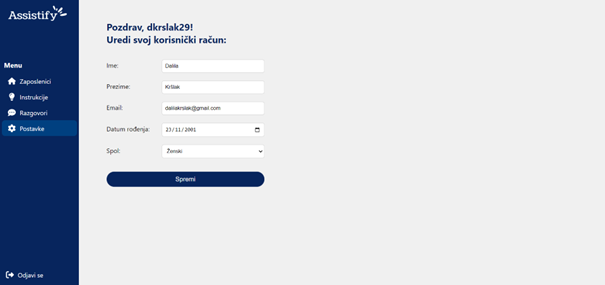 Assistify
Pozdrav, dkrslak29!
Uredi svoj korisnički račun:
Menu
Zaposlenici
Instrukcije
Razgovori
Postavke
Ime: Dalila
Prezime: Kršlak
Email: dalilakrslak@gmail.com
Datum rođenja: 23/11/2001
Spol: Ženski
Spremi
Odjavi se